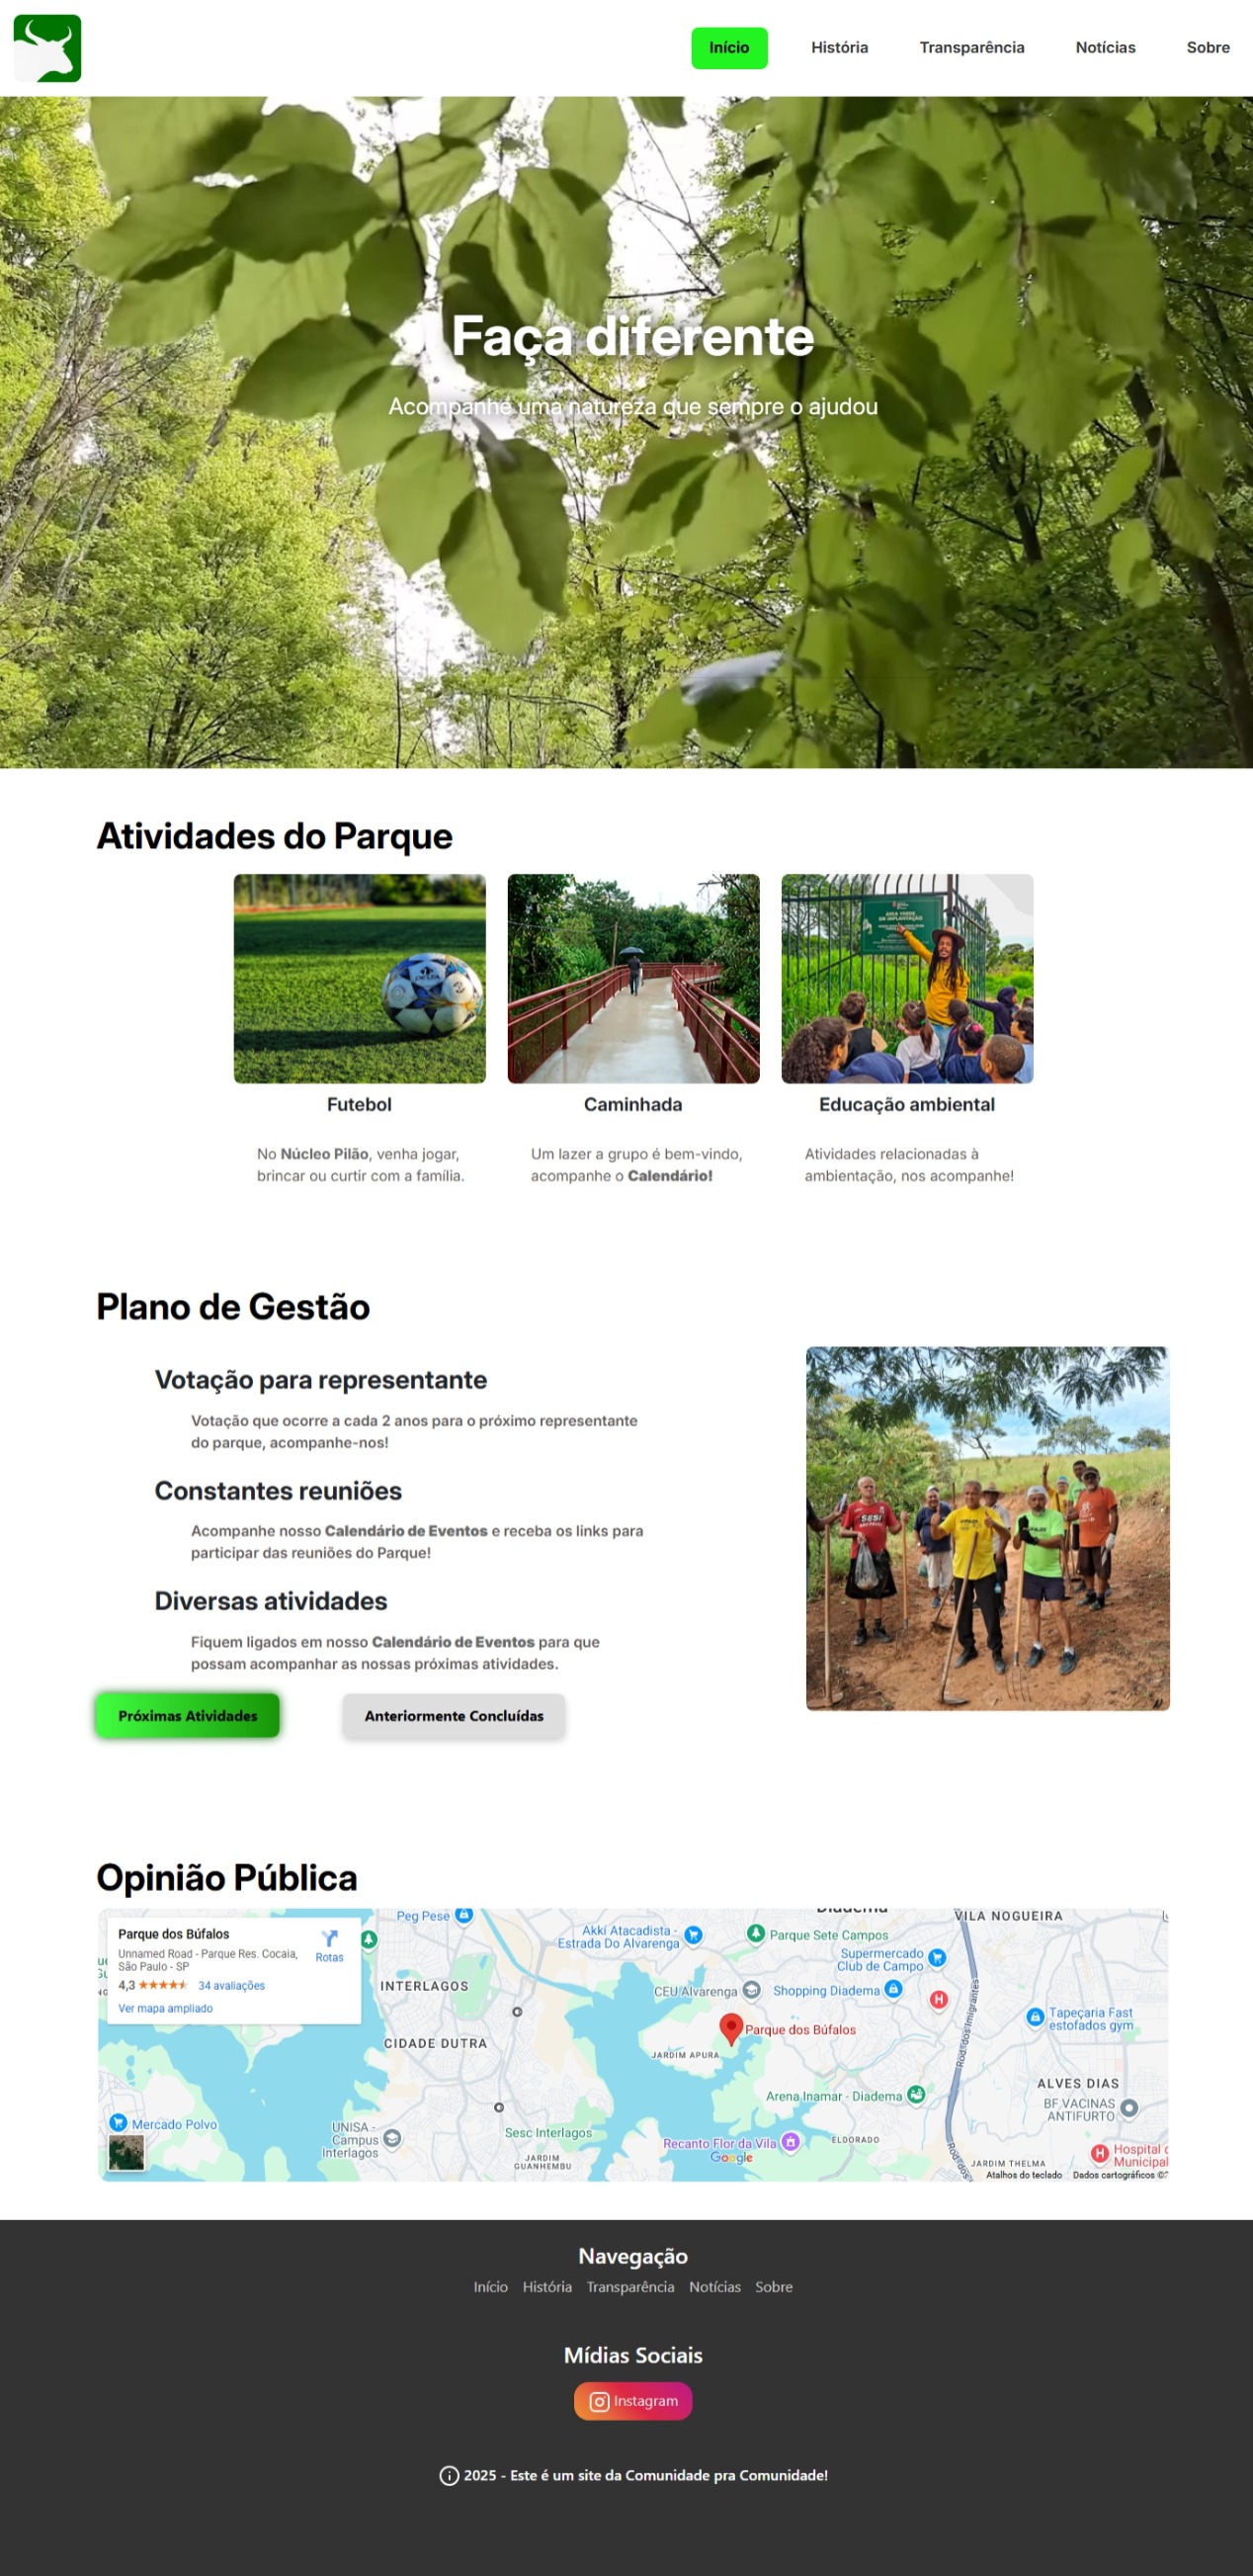 Início
História
Transparência
Notícias
Sobre
Faça diferente
Acompanhe uma natureza que sempre o ajudou
Atividades do Parque
ÁREA VERDE
EM IMPLANTAÇÃO
Futebol
Caminhada
Educação ambiental
No Núcleo Pilão, venha jogar,
brincar ou curtir com a família.
Um lazer a grupo é bem-vindo,
acompanhe o Calendário!
Atividades relacionadas à
ambientação, nos acompanhe!
Plano de Gestão
Votação para representante
Votação que ocorre a cada 2 anos para o próximo representante
do parque, acompanhe-nos!
Constantes reuniões
Acompanhe nosso Calendário de Eventos e receba os links para
participar das reuniões do Parque!
Diversas atividades
Fiquem ligados em nosso Calendário de Eventos para que
possam acompanhar as nossas próximas atividades.
SESI
Próximas Atividades
Anteriormente Concluídas
Opinião Pública
Parque dos Búfalos
Unnamed Road - Parque Res. Cocaia,
São Paulo - SP
Rotas
4,3
34 avaliações
Ver mapa ampliado
Peg Pese
Akki Atacadista -
Estrada Do Alvarenga
Diadema
Parque Sete Campos
VILA NOGUEIRA
Supermercado
Club de Campo
INTERLAGOS
CEU Alvarenga
Shopping Diadema
H
Tapeçaria Fast
estofados gym
Parque dos Búfalos
CIDADE DUTRA
JARDIM APURA
Rod. dos Imigrantes
ALVES DIAS
Arena Inamar - Diadema
BF VACINAS
ANTIFURTO
Mercado Polvo
UNISA -
Campus
Interlagos
Sesc Interlagos
Recanto Flor da Vila
ELDORADO
Google
JARDIM
GUANHEMBU
H
Hospital
Municipal
JARDIM THELMA
Rod. dos
Atalhos do teclado
Dados cartográficos ©
Navegação
Início
História
Transparência
Notícias
Sobre
Mídias Sociais
Instagram
2025 - Este é um site da Comunidade pra Comunidade!